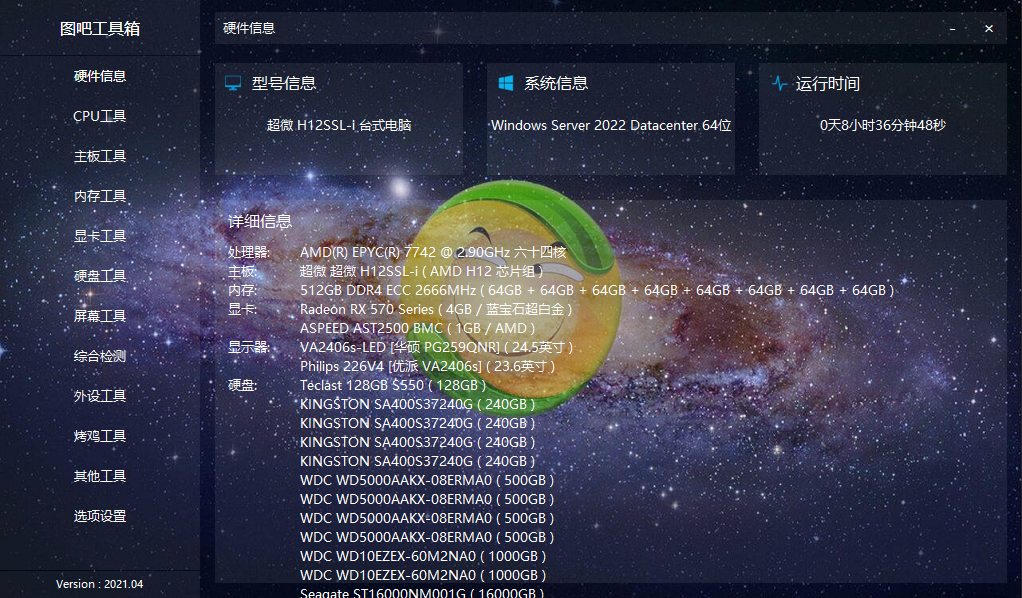 图吧工具箱
硬件信息
CPU工具
主板工具
内存工具
显卡工具
硬盘工具
屏幕工具
综合检测
外设工具
烤鸡工具
其他工具
选项设置
Version : 2021.04
硬件信息
型号信息
超微 H12SSL-i 台式电脑
系统信息
Windows Server 2022 Datacenter 64位
运行时间
0天8小时36分钟48秒
详细信息
处理器: AMD(R) EPYC(R) 7742 @ 2.90GHz 六十四核
主板: 超微 超微 H12SSL-i ( AMD H12 芯片组 )
内存: 512GB DDR4 ECC 2666MHz ( 64GB + 64GB + 64GB + 64GB + 64GB + 64GB + 64GB + 64GB )
显卡: Radeon RX 570 Series ( 4GB / 蓝宝石超白金 )
ASPEED AST2500 BMC ( 1GB / AMD )
显示器: VA2406s-LED [华硕 PG259QNR] ( 24.5英寸 )
Philips 226V4 [优派 VA2406s] ( 23.6英寸 )
硬盘: Teclast 128GB S550 ( 128GB )
KINGSTON SA400S37240G ( 240GB )
KINGSTON SA400S37240G ( 240GB )
KINGSTON SA400S37240G ( 240GB )
KINGSTON SA400S37240G ( 240GB )
WDC WD5000AAKX-08ERMA0 ( 500GB )
WDC WD5000AAKX-08ERMA0 ( 500GB )
WDC WD5000AAKX-08ERMA0 ( 500GB )
WDC WD5000AAKX-08ERMA0 ( 500GB )
WDC WD10EZEX-60M2NA0 ( 1000GB )
WDC WD10EZEX-60M2NA0 ( 1000GB )
Seagate ST16000NM001G ( 16000GB )